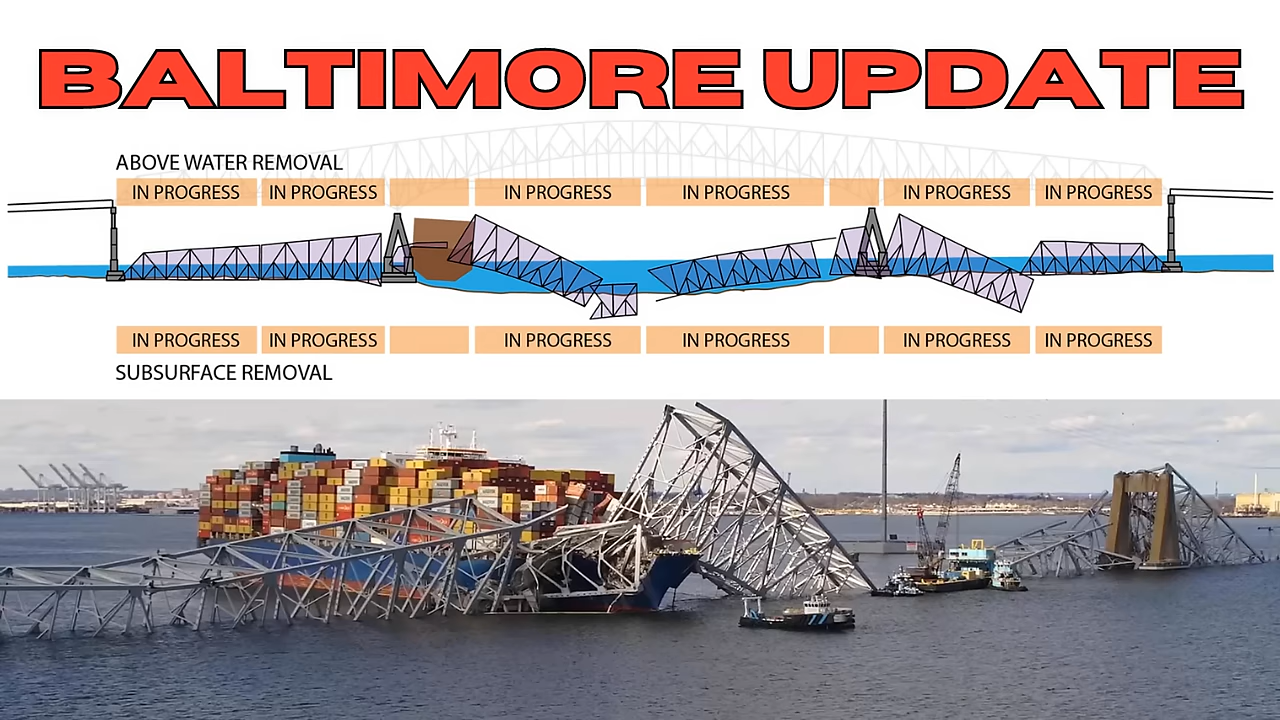 BALTIMORE UPDATE
ABOVE WATER REMOVAL
IN PROGRESS IN PROGRESS IN PROGRESS IN PROGRESS IN PROGRESS IN PROGRESS
IN PROGRESS IN PROGRESS IN PROGRESS IN PROGRESS IN PROGRESS IN PROGRESS
SUBSURFACE REMOVAL